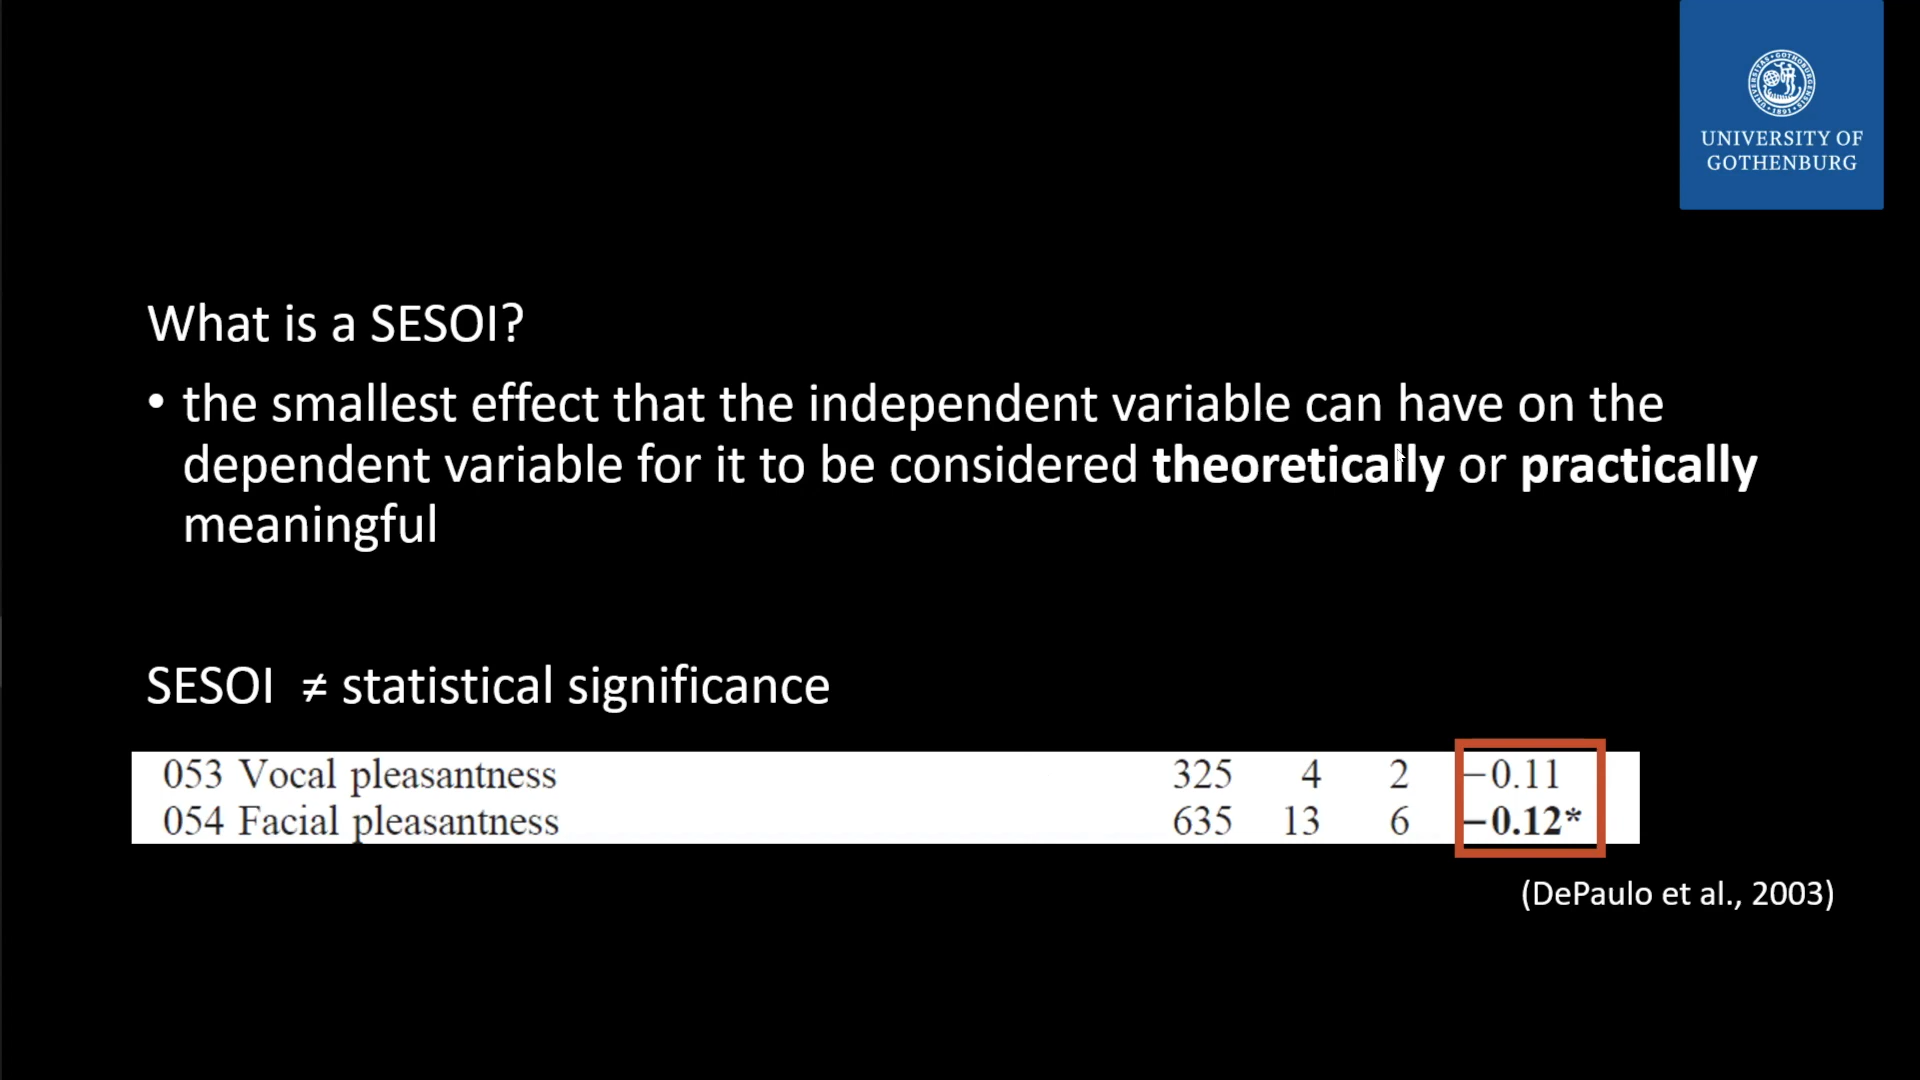 UNIVERSITY OF
GOTHENBURG
What is a SESOI?
• the smallest effect that the independent variable can have on the
dependent variable for it to be considered theoretically or practically
meaningful
SESOI ≠ statistical significance
053 Vocal pleasantness 325 4 2 −0.11
054 Facial pleasantness 635 13 6 −0.12*
(DePaulo et al., 2003)